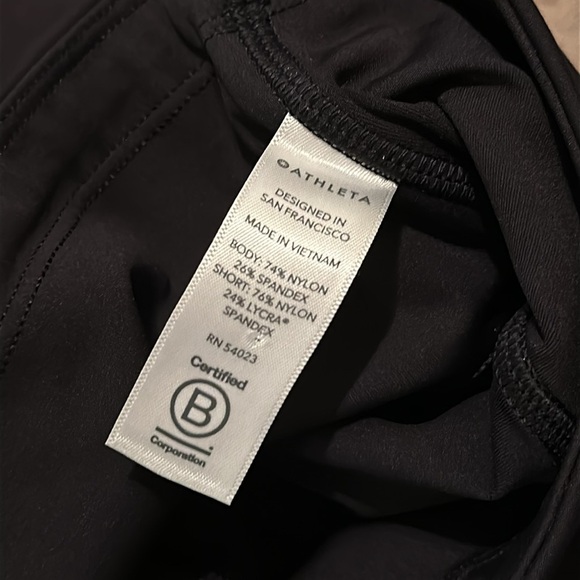 ATHLETA
DESIGNED IN
SAN FRANCISCO
MADE IN VIETNAM
BODY: 74% NYLON
26% SPANDEX
SHORT: 76% NYLON
24% LYCRA®
SPANDEX
RN 54023
Certified
B
Corporation